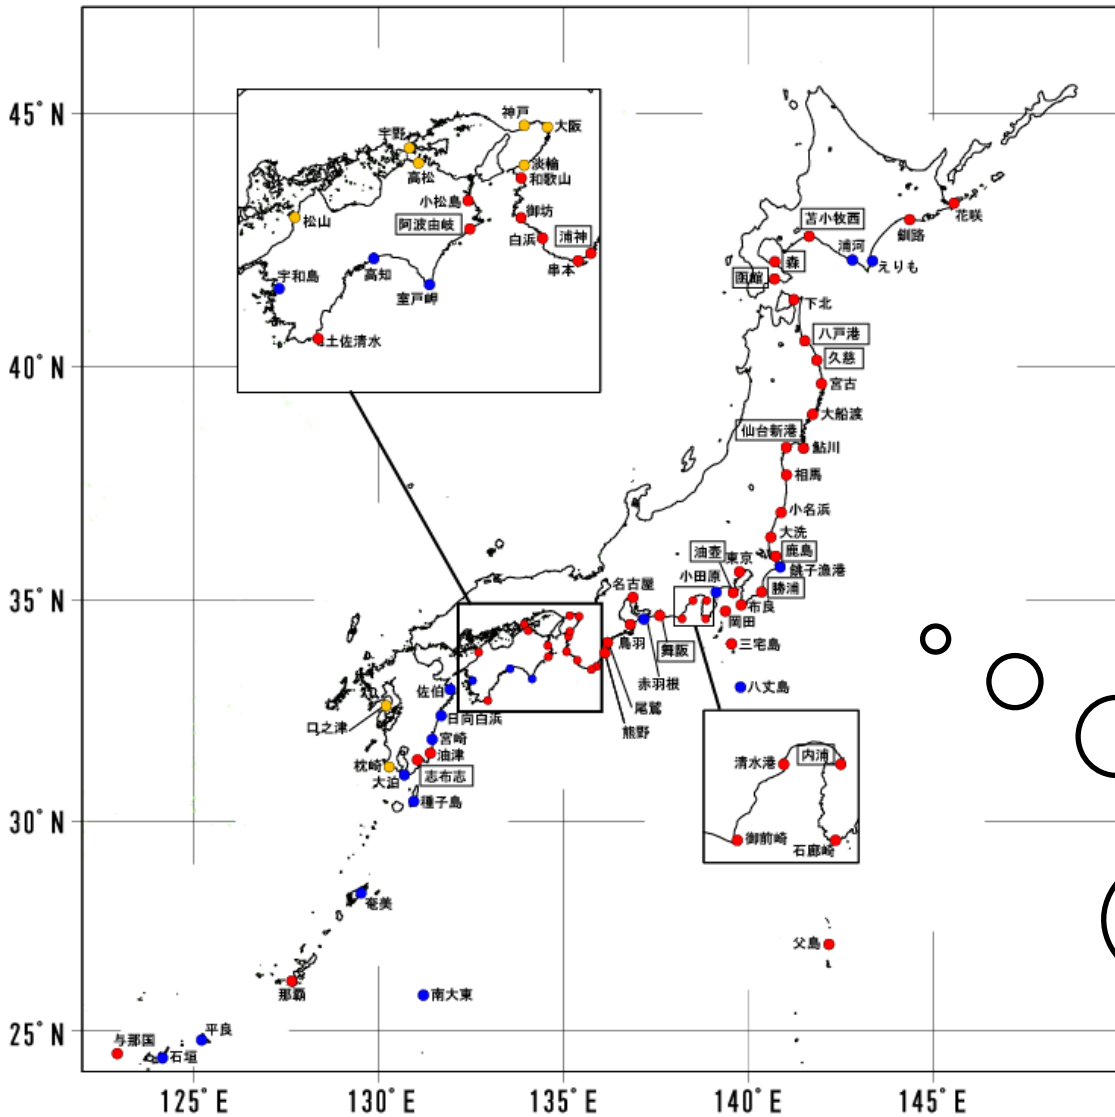 45°N
40°N
35°N
30°N
25°N
125°E
130°E
135°E
140°E
145°E
神戸
大阪
宇野
高松
淡輪
和歌山
小松島
御坊
松山
阿波由岐
白浜
浦神
串本
高知
宇和島
室戸岬
土佐清水
花咲
釧路
苫小牧西
浦河
えりも
森
函館
下北
八戸港
久慈
宮古
大船渡
仙台新港
鮎川
相馬
小名浜
大洗
鹿島
銚子漁港
油壷
東京
小田原
勝浦
布良
岡田
三宅島
八丈島
名古屋
鳥羽
舞阪
赤羽根
尾鷲
熊野
佐伯
日向白浜
口之津
宮崎
油津
枕崎
大泊
志布志
種子島
清水港
内浦
御前崎
石廊崎
奄美
那覇
南大東
父島
与那国
平良
石垣